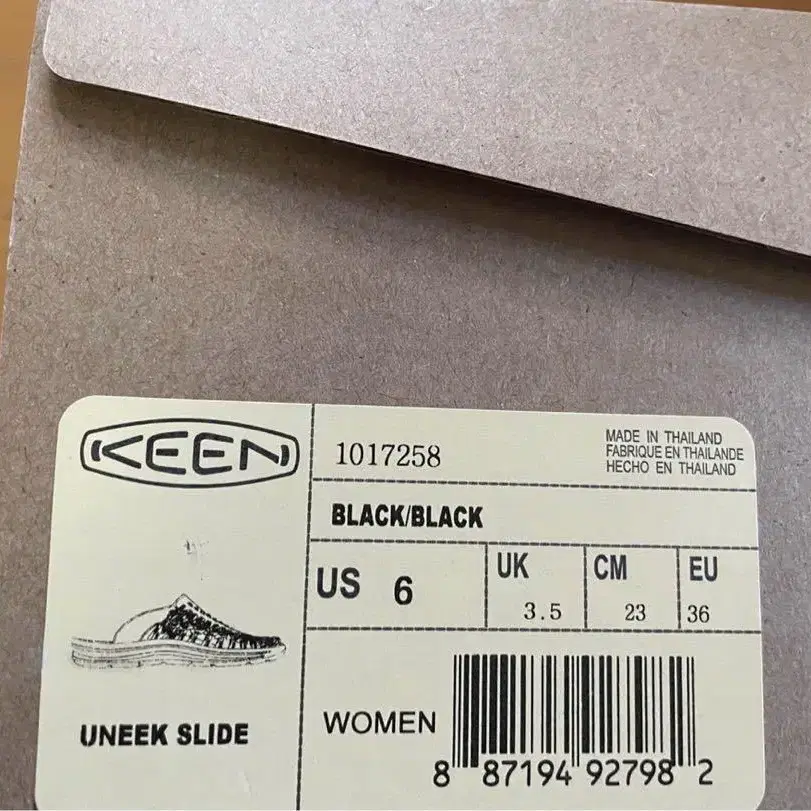 KEEN
1017258
MADE IN THAILAND
FABRIQUE EN THAILANDE
HECHO EN THAILAND
BLACK/BLACK
US 6
UK 3.5
CM 23
EU 36
UNEEK SLIDE
WOMEN
8 87194 92798 2